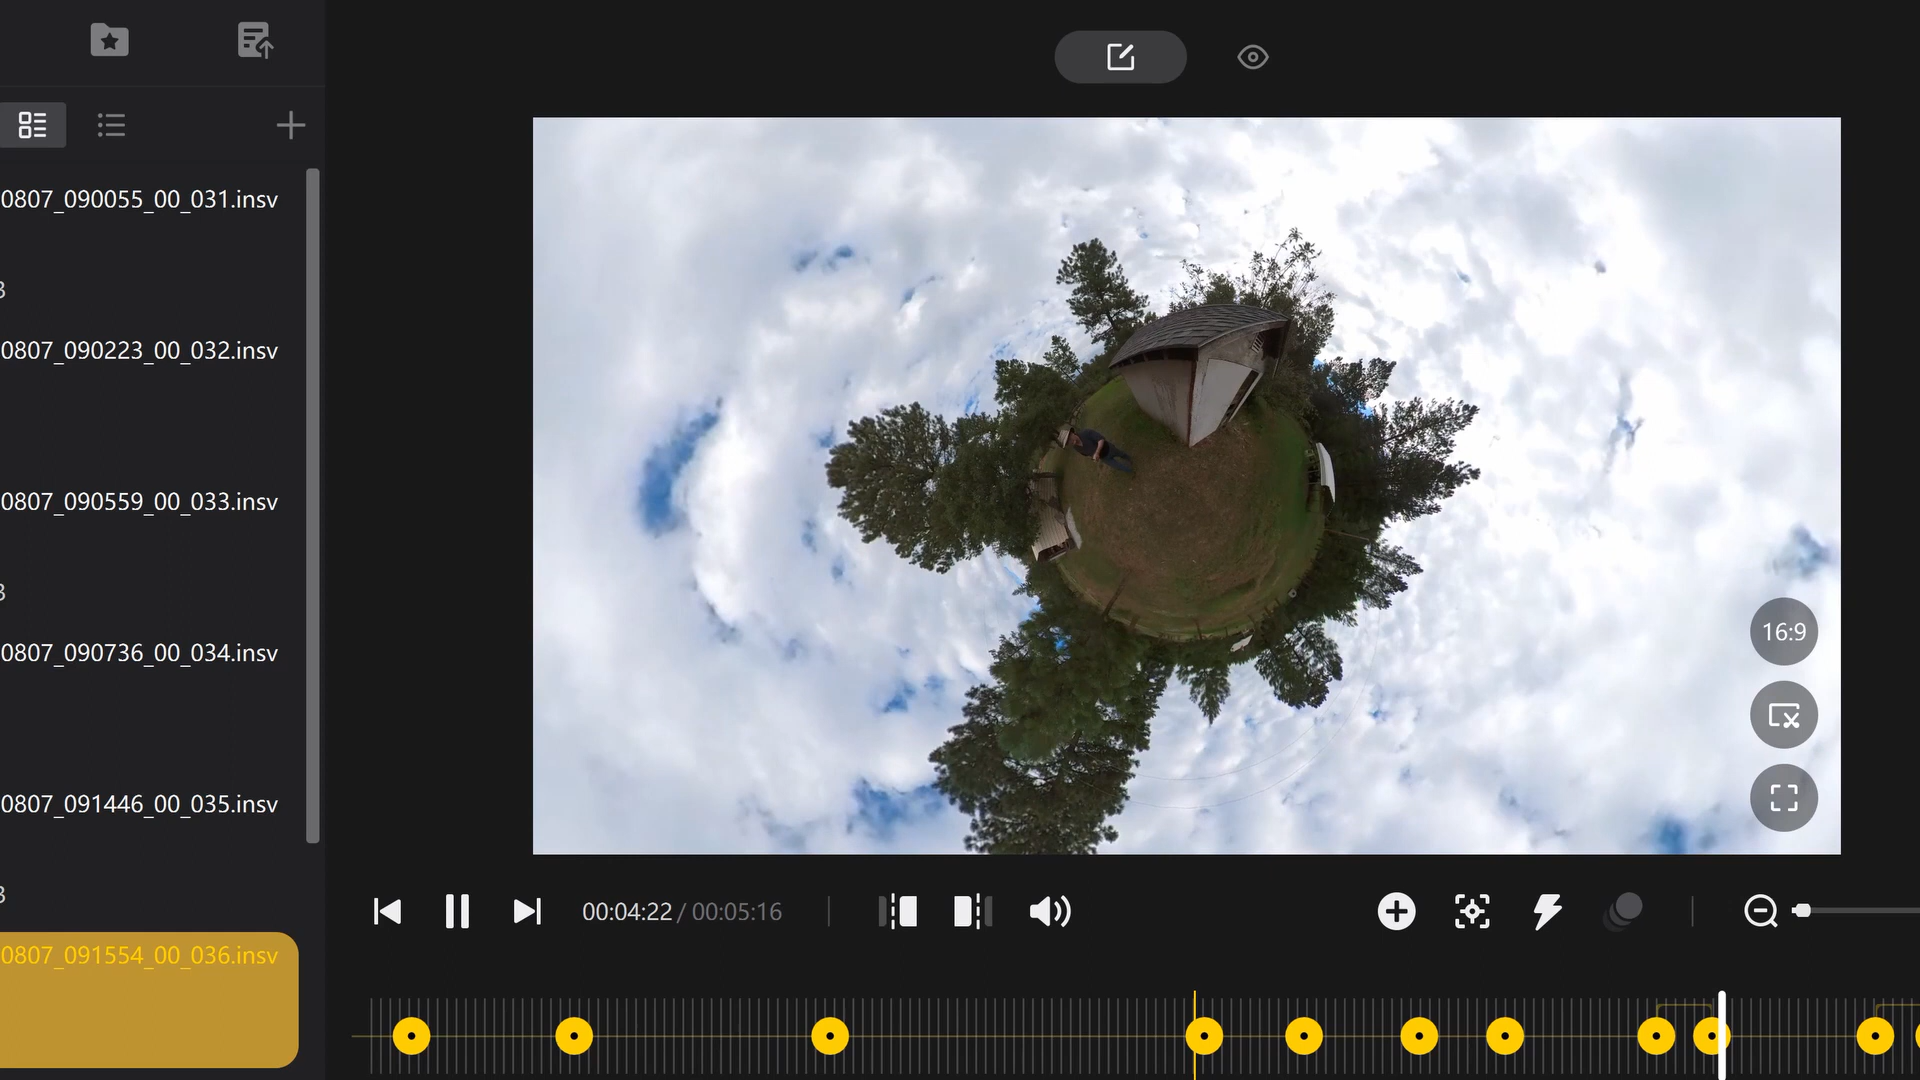 0807_090055_00_031.insv
0807_090223_00_032.insv
0807_090559_00_033.insv
0807_090736_00_034.insv
0807_091446_00_035.insv
0807_091554_00_036.insv
16:9
00:04:22 / 00:05:16